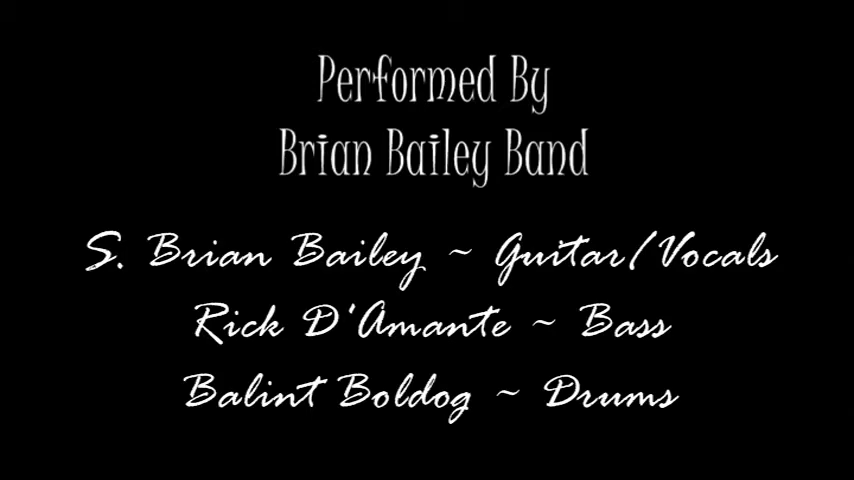 Performed By
Brian Bailey Band
S. Brian Bailey ~ Guitar/Vocals
Rick D'Amante ~ Bass
Balint Boldog ~ Drums